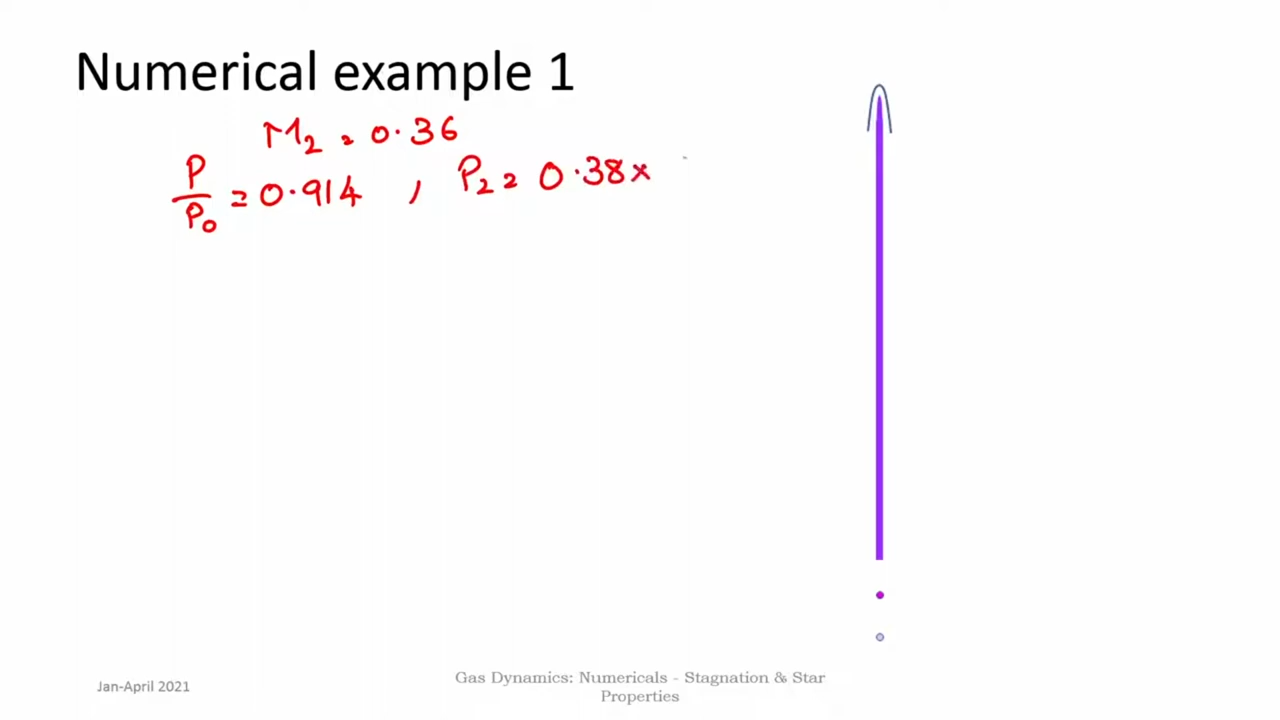 Numerical example 1
M₂ = 0.36
P/P₀ = 0.914 , P₂ = 0.38×
Jan-April 2021
Gas Dynamics: Numericals - Stagnation & Star
Properties